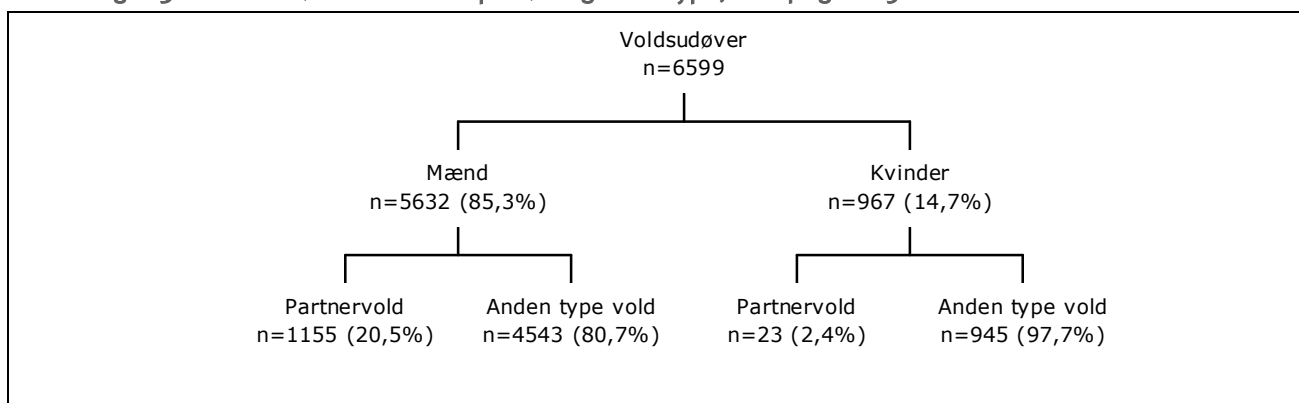 Voldsudøver
n=6599
Mænd
n=5632 (85,3%)
Kvinder
n=967 (14,7%)
Partnervold
n=1155 (20,5%)
Anden type vold
n=4543 (80,7%)
Partnervold
n=23 (2,4%)
Anden type vold
n=945 (97,7%)